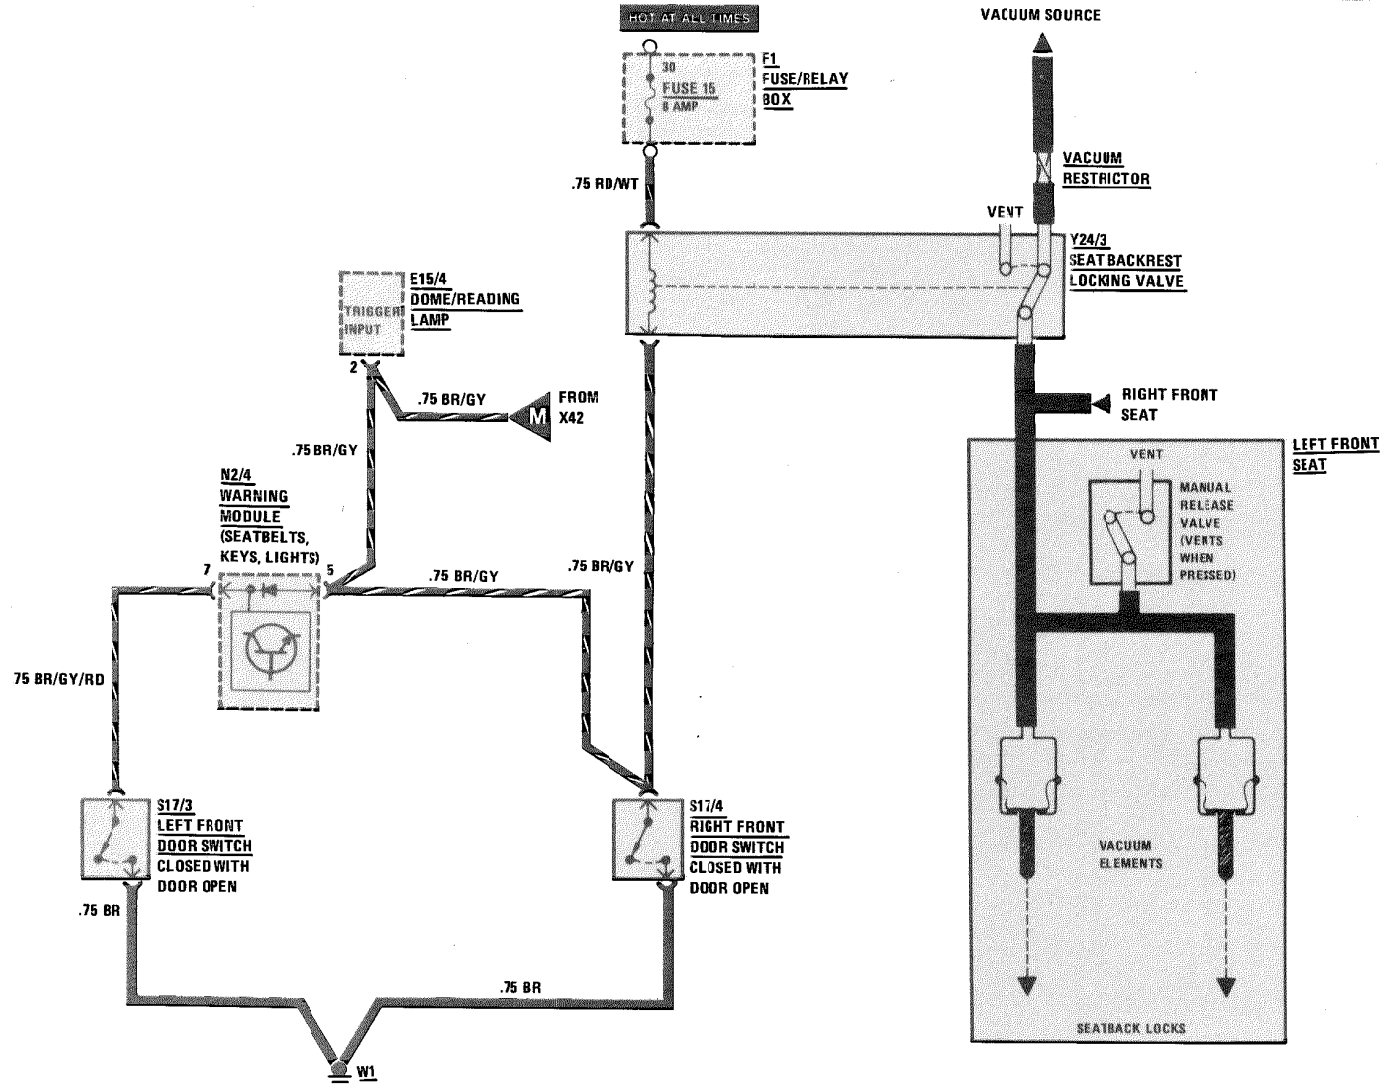 HOT AT ALL TIMES
VACUUM SOURCE
30
FUSE 15
8 AMP
F1
FUSE/RELAY
BOX
.75 RD/WT
VACUUM
RESTRICTOR
VENT
Y24/3
SEAT BACKREST
LOCKING VALVE
E15/4
DOME/READING
LAMP
TRIGGER
INPUT
2
.75 BR/GY
M
FROM
X42
RIGHT FRONT
SEAT
.75 BR/GY
LEFT FRONT
SEAT
VENT
MANUAL
RELEASE
VALVE
(VENTS
WHEN
PRESSED)
N2/4
WARNING
MODULE
(SEATBELTS,
KEYS, LIGHTS)
7
5
.75 BR/GY
.75 BR/GY
75 BR/GY/RD
S17/3
LEFT FRONT
DOOR SWITCH
CLOSED WITH
DOOR OPEN
S17/4
RIGHT FRONT
DOOR SWITCH
CLOSED WITH
DOOR OPEN
VACUUM
ELEMENTS
.75 BR
.75 BR
SEATBACK LOCKS
W1